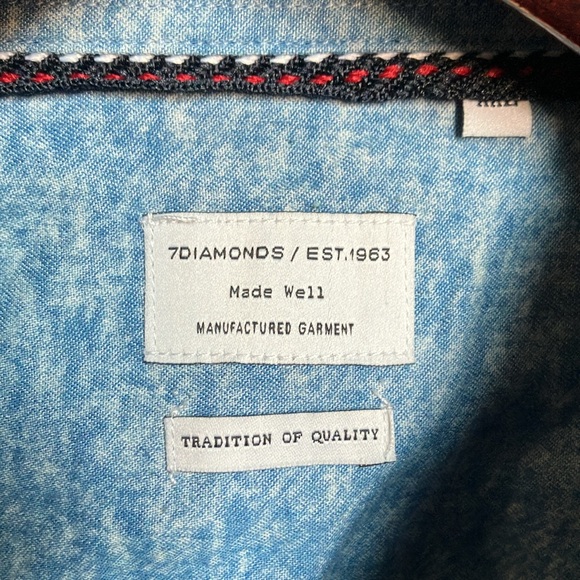 7DIAMONDS / EST.1963
Made Well
MANUFACTURED GARMENT
TRADITION OF QUALITY